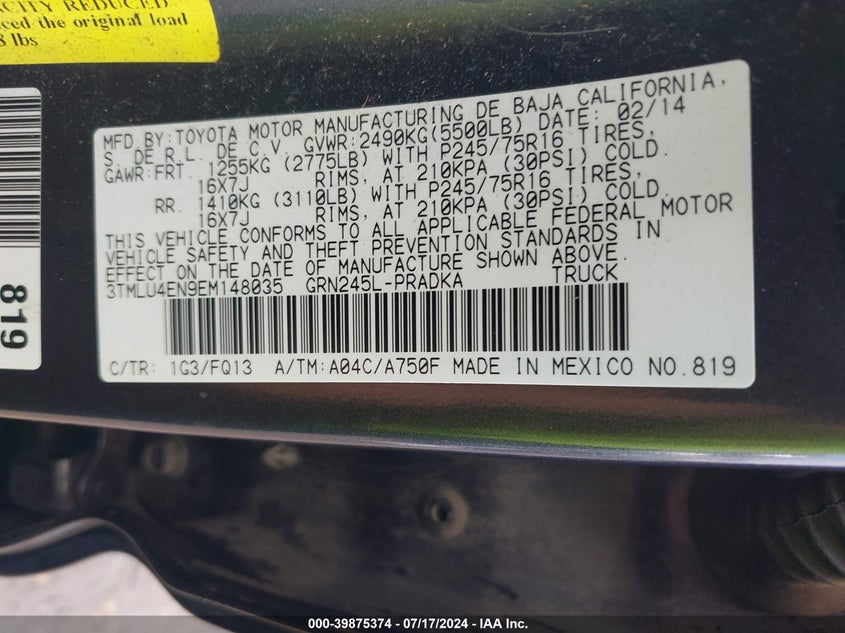 CITY REDUCED
ced the original load
8 lbs
819
MFD BY:TOYOTA MOTOR MANUFACTURING DE BAJA CALIFORNIA,
S. DE R.L. DE C.V. GVWR:2490KG(5500LB) DATE: 02/14
GAWR:FRT. 1255KG (2775LB) WITH P245/75R16 TIRES,
16X7J RIMS, AT 210KPA (30PSI) COLD.
RR. 1410KG (3110LB) WITH P245/75R16 TIRES,
16X7J RIMS, AT 210KPA (30PSI) COLD.
THIS VEHICLE CONFORMS TO ALL APPLICABLE FEDERAL MOTOR
VEHICLE SAFETY AND THEFT PREVENTION STANDARDS IN
EFFECT ON THE DATE OF MANUFACTURE SHOWN ABOVE.
3TMLU4EN9EM148035 GRN245L-PRADKA TRUCK
C/TR: 1G3/FQ13 A/TM:A04C/A750F MADE IN MEXICO NO.819
000-39875374 - 07/17/2024 - IAA Inc.